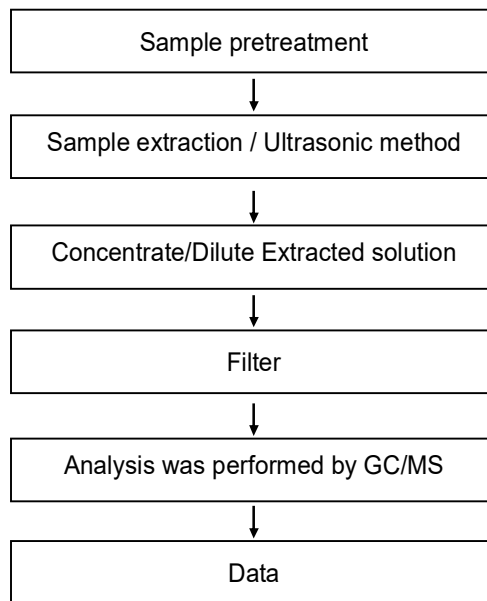 Sample pretreatment
Sample extraction / Ultrasonic method
Concentrate/Dilute Extracted solution
Filter
Analysis was performed by GC/MS
Data